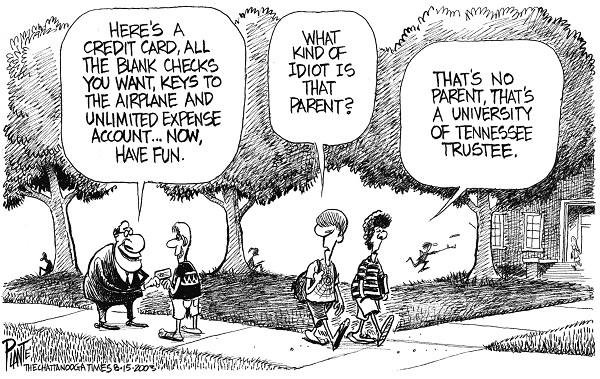 HERE'S A
CREDIT CARD, ALL
THE BLANK CHECKS
YOU WANT, KEYS TO
THE AIRPLANE AND
UNLIMITED EXPENSE
ACCOUNT... NOW,
HAVE FUN.
WHAT
KIND OF
IDIOT IS
THAT
PARENT?
THAT'S NO
PARENT, THAT'S
A UNIVERSITY
OF TENNESSEE
TRUSTEE.
PLANTE
THE CHATTANOOGA TIMES 8-15-2003